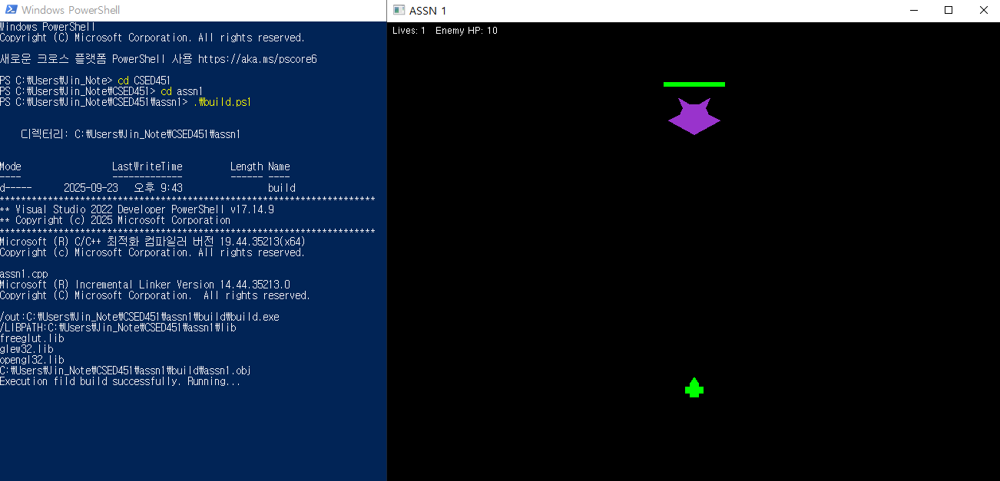 Windows PowerShell
Windows PowerShell
Copyright (C) Microsoft Corporation. All rights reserved.
새로운 크로스 플랫폼 PowerShell 사용 https://aka.ms/pscore6
PS C:₩Users₩Jin_Note> cd CSED451
PS C:₩Users₩Jin_Note₩CSED451> cd assn1
PS C:₩Users₩Jin_Note₩CSED451₩assn1> .₩build.ps1
디렉터리: C:₩Users₩Jin_Note₩CSED451₩assn1
Mode LastWriteTime Length Name
---- ------------- ------ ----
d----- 2025-09-23 오후 9:43 build
**********************************************************************
** Visual Studio 2022 Developer PowerShell v17.14.9
** Copyright (c) 2025 Microsoft Corporation
**********************************************************************
Microsoft (R) C/C++ 최적화 컴파일러 버전 19.44.35213(x64)
Copyright (c) Microsoft Corporation. All rights reserved.
assn1.cpp
Microsoft (R) Incremental Linker Version 14.44.35213.0
Copyright (C) Microsoft Corporation.  All rights reserved.
/out:C:₩Users₩Jin_Note₩CSED451₩assn1₩build₩build.exe
/LIBPATH:C:₩Users₩Jin_Note₩CSED451₩assn1₩lib
freeglut.lib
glew32.lib
opengl32.lib
C:₩Users₩Jin_Note₩CSED451₩assn1₩build₩assn1.obj
Execution fild build successfully. Running...
ASSN 1
Lives: 1 Enemy HP: 10